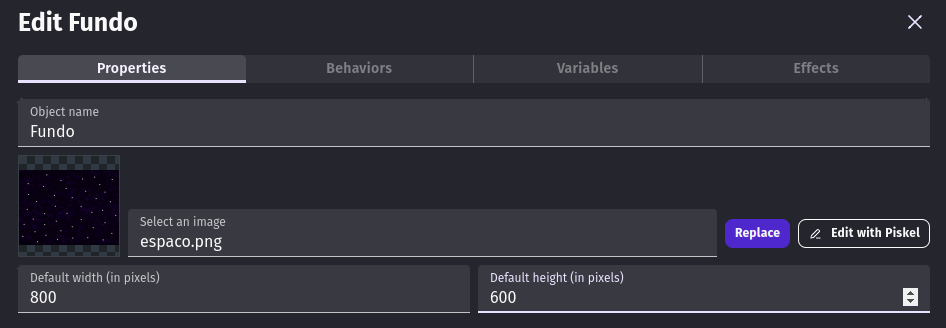 Edit Fundo
Properties
Behaviors
Variables
Effects
Object name
Fundo
Select an image
espaco.png
Replace
Edit with Piskel
Default width (in pixels)
800
Default height (in pixels)
600